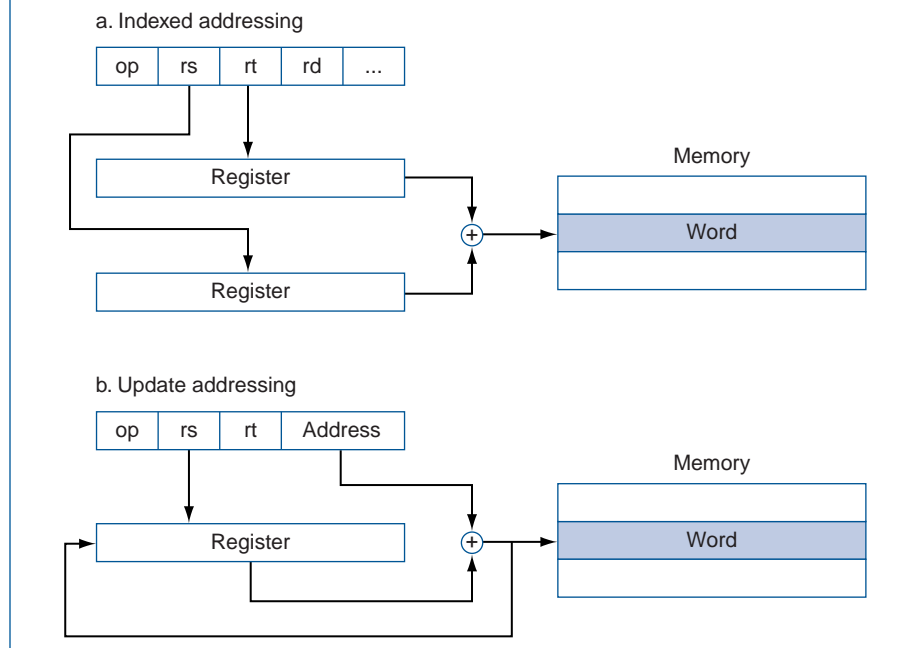 a. Indexed addressing
op rs rt rd ...
Memory
Register
Word
Register
b. Update addressing
op rs rt Address
Memory
Register
+
Word
+